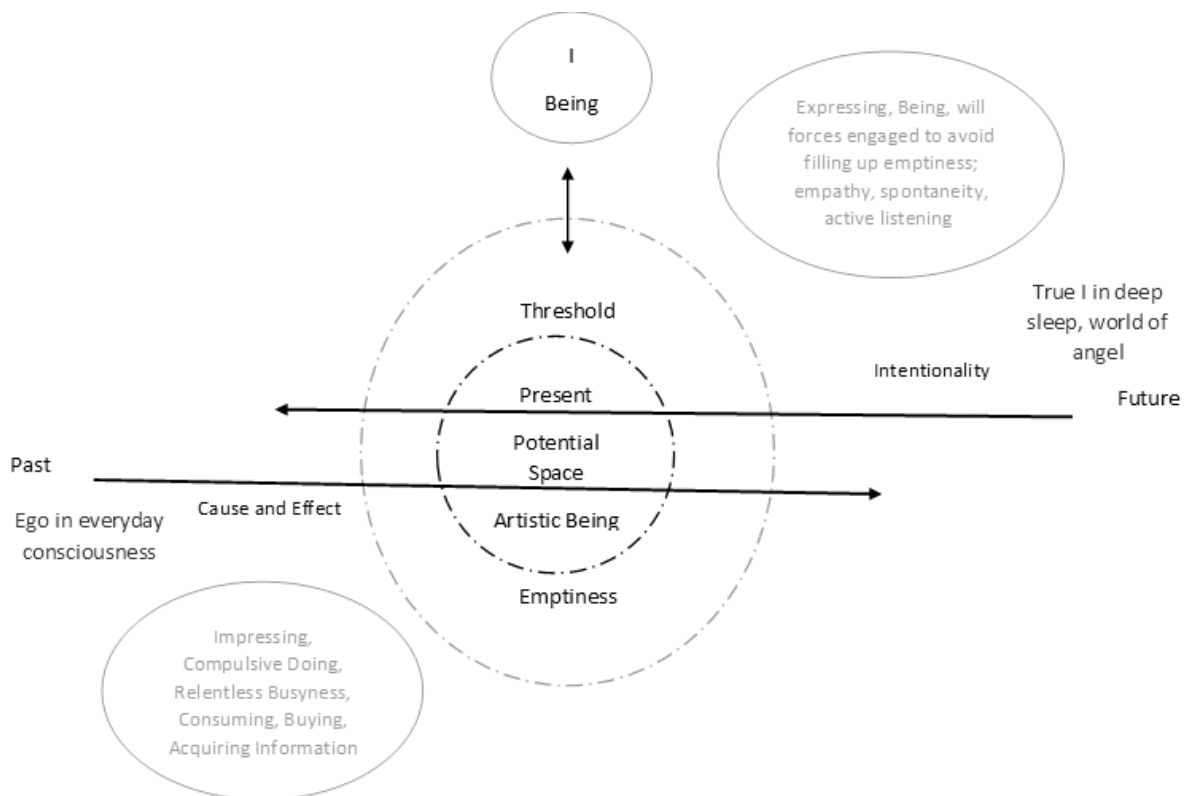 I
Being
Expressing, Being, will
forces engaged to avoid
filling up emptiness;
empathy, spontaneity,
active listening
True I in deep
sleep, world of
angel
Threshold
Intentionality
Future
Present
Potential
Space
Past
Cause and Effect
Artistic Being
Ego in everyday
consciousness
Emptiness
Impressing,
Compulsive Doing,
Relentless Busyness,
Consuming, Buying,
Acquiring Information